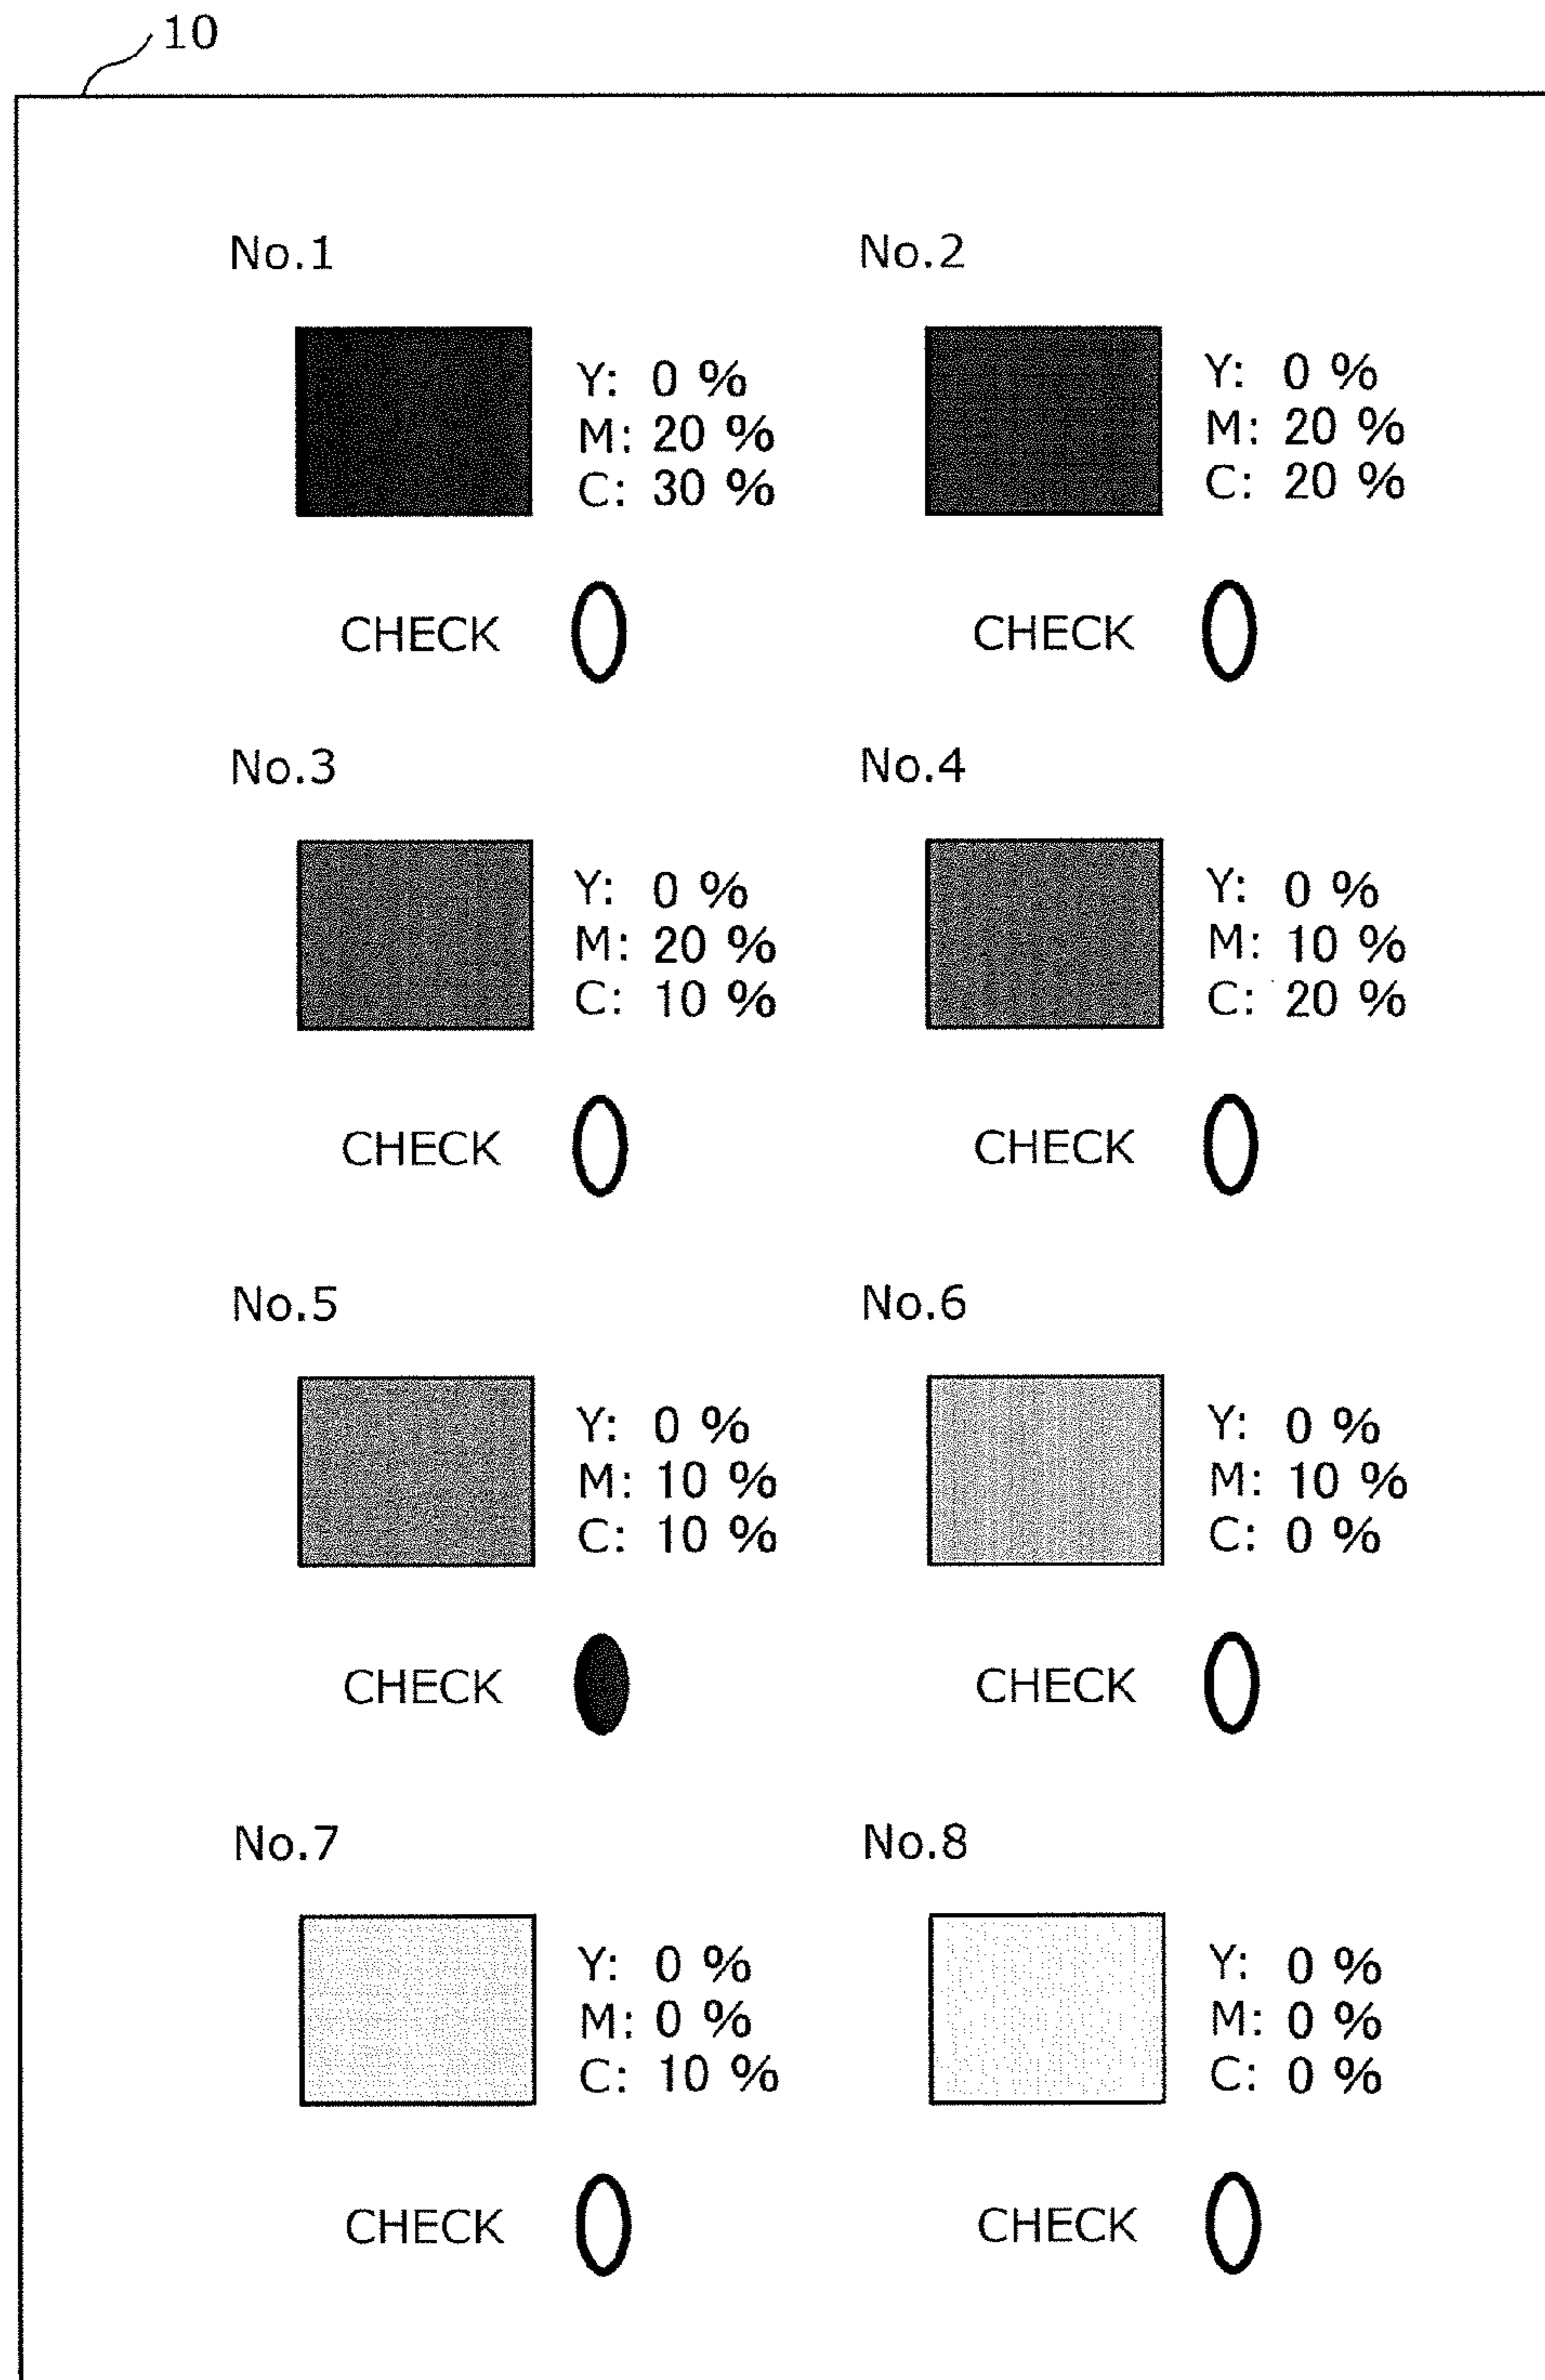 10
No.1
Y: 0 %
M: 20 %
C: 30 %
CHECK
No.2
Y: 0 %
M: 20 %
C: 20 %
CHECK
No.3
Y: 0 %
M: 20 %
C: 10 %
CHECK
No.4
Y: 0 %
M: 10 %
C: 20 %
CHECK
No.5
Y: 0 %
M: 10 %
C: 10 %
CHECK
No.6
Y: 0 %
M: 10 %
C: 0 %
CHECK
No.7
Y: 0 %
M: 0 %
C: 10 %
CHECK
No.8
Y: 0 %
M: 0 %
C: 0 %
CHECK